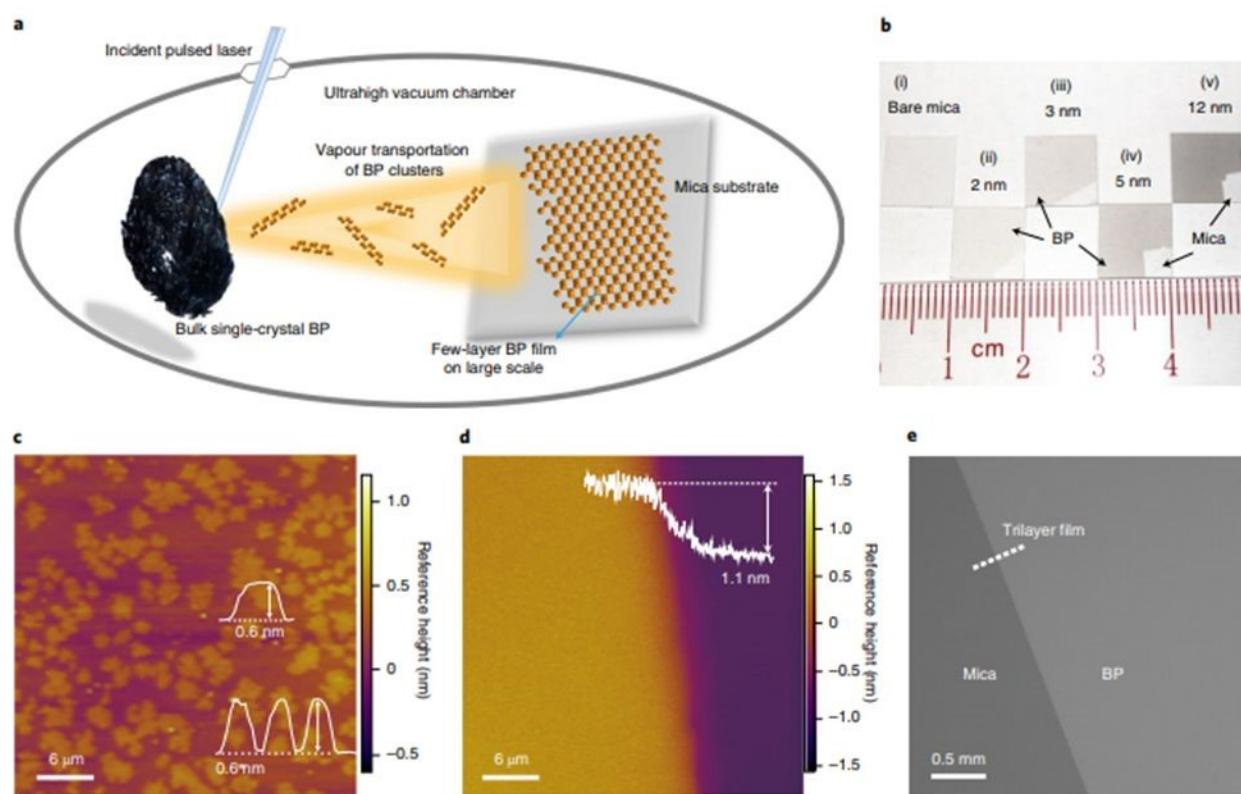 a
Incident pulsed laser
Ultrahigh vacuum chamber
Vapour transportation
of BP clusters
Mica substrate
Bulk single-crystal BP
Few-layer BP film
on large scale
b
(i)
Bare mica
(ii)
2 nm
(iii)
3 nm
(iv)
5 nm
(v)
12 nm
BP
Mica
cm
1 2 3 4
c
0.6 nm
0.6 nm
6 μm
1.0
0.5
0
−0.5
Reference height (nm)
d
1.1 nm
6 μm
1.5
1.0
0.5
0
−0.5
−1.0
−1.5
Reference height (nm)
e
Trilayer film
Mica
BP
0.5 mm